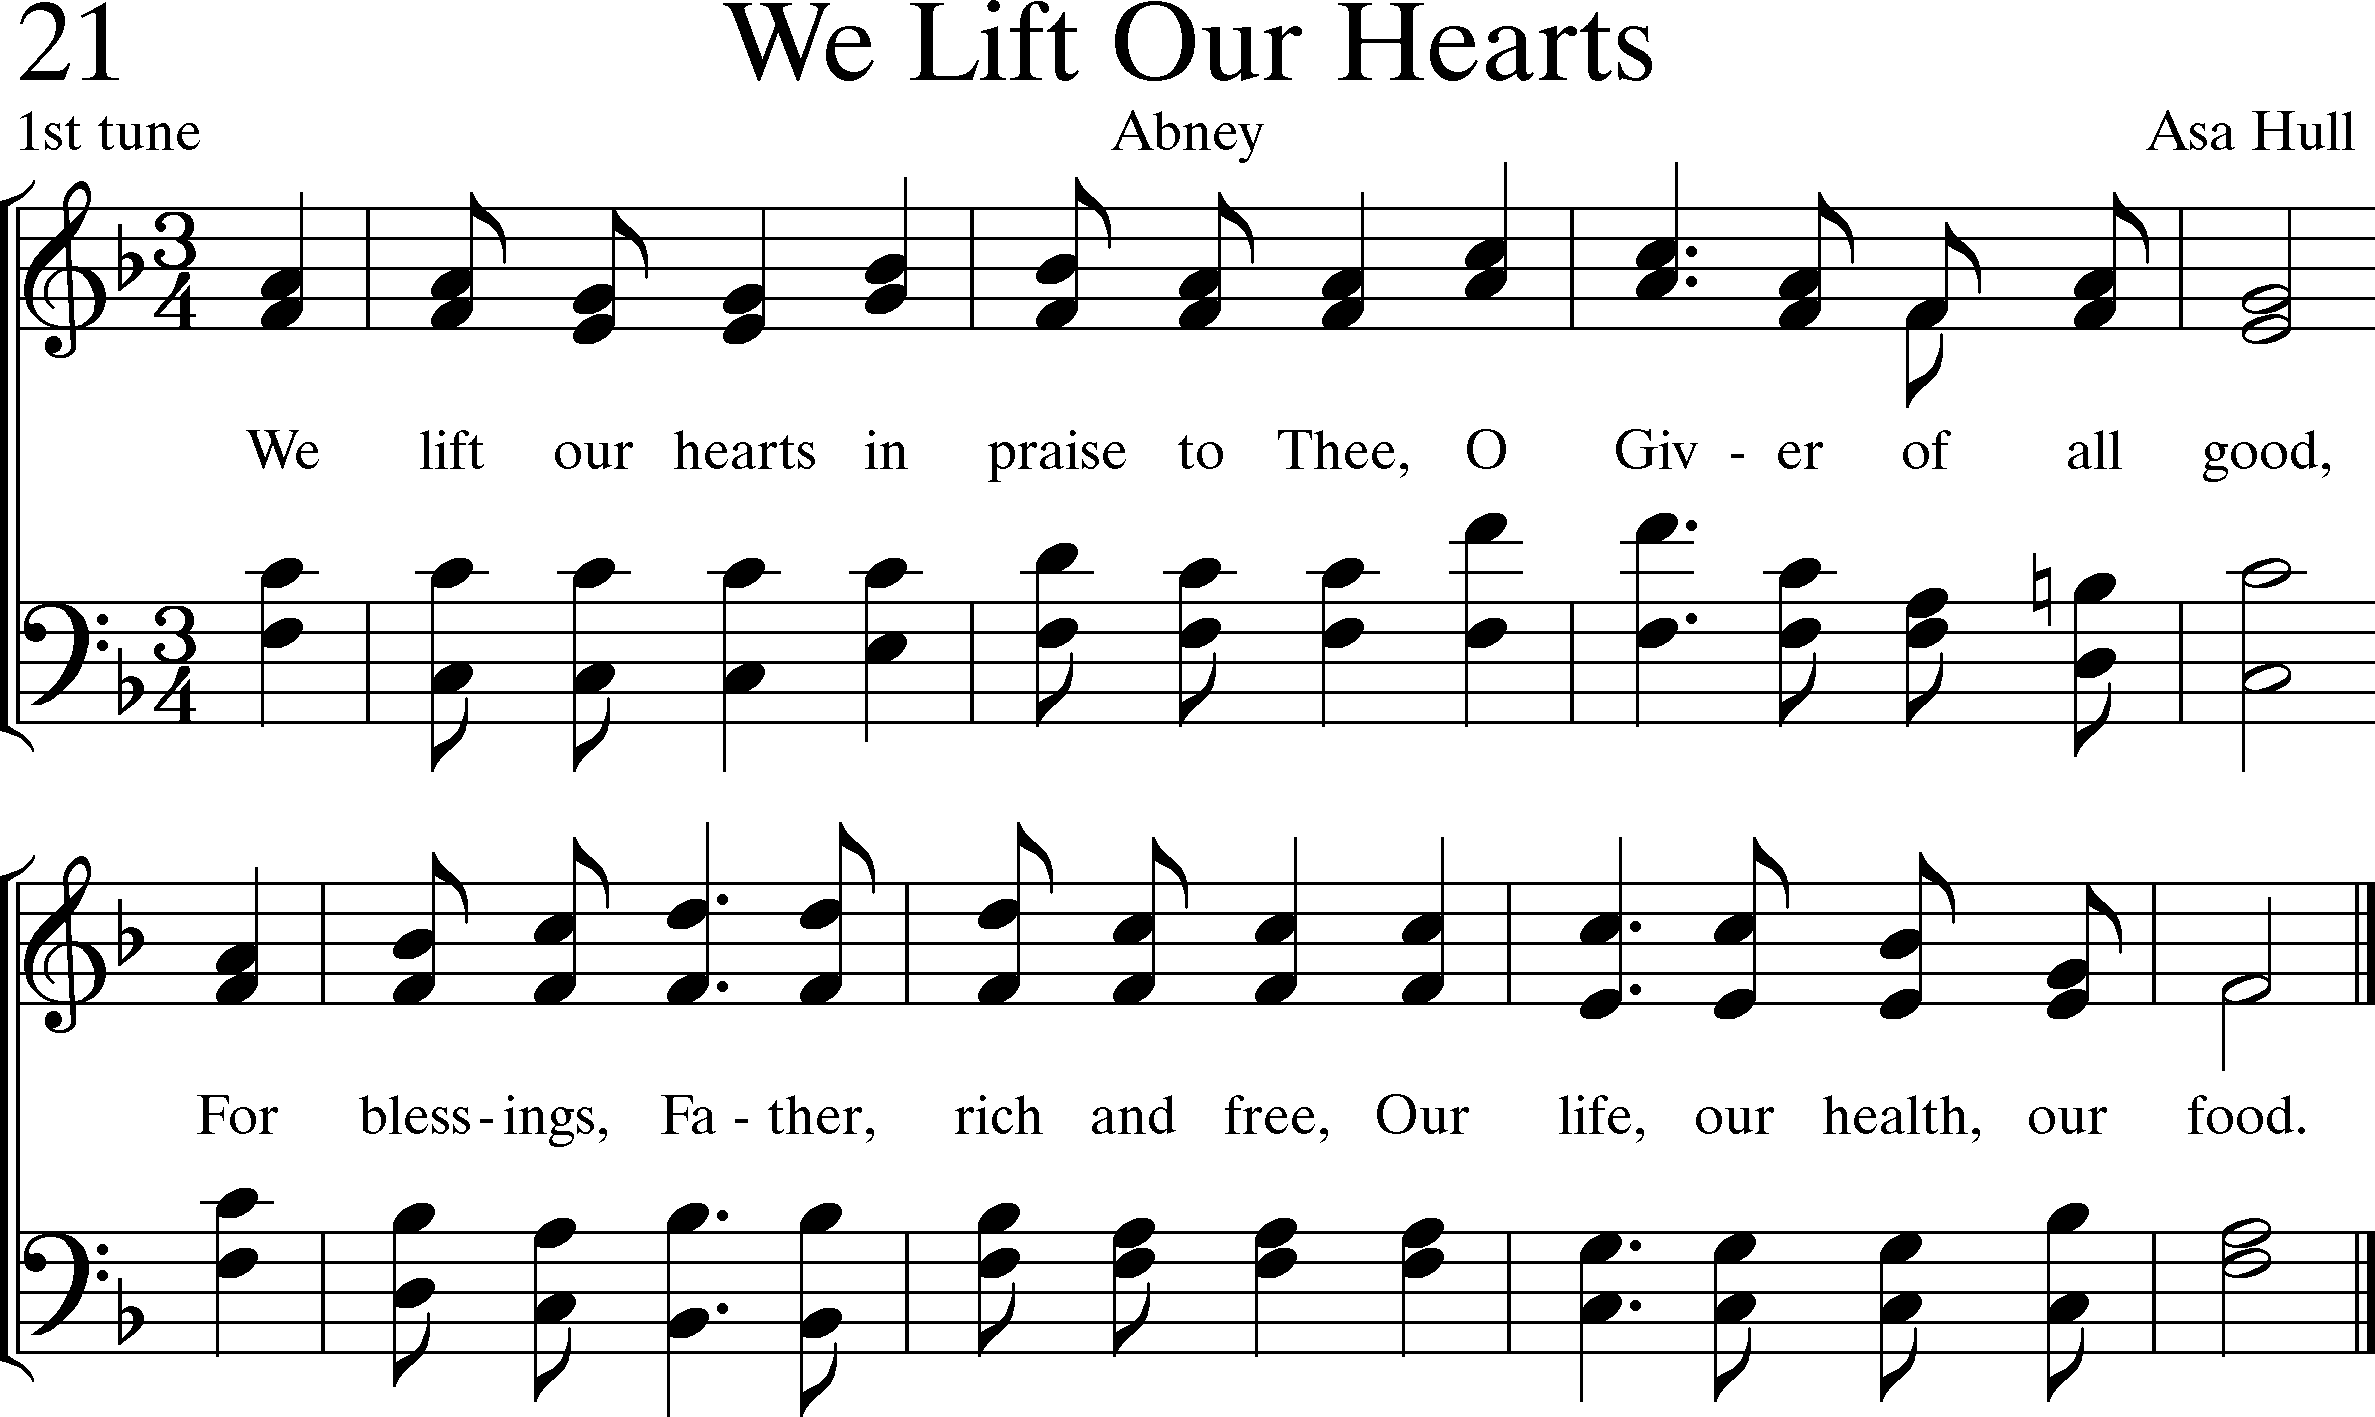 21 We Lift Our Hearts
1st tune Abney Asa Hull
3 4
We lift our hearts in praise to Thee, O Giv - er of all good,
3 4
For bless - ings, Fa - ther, rich and free, Our life, our health, our food.